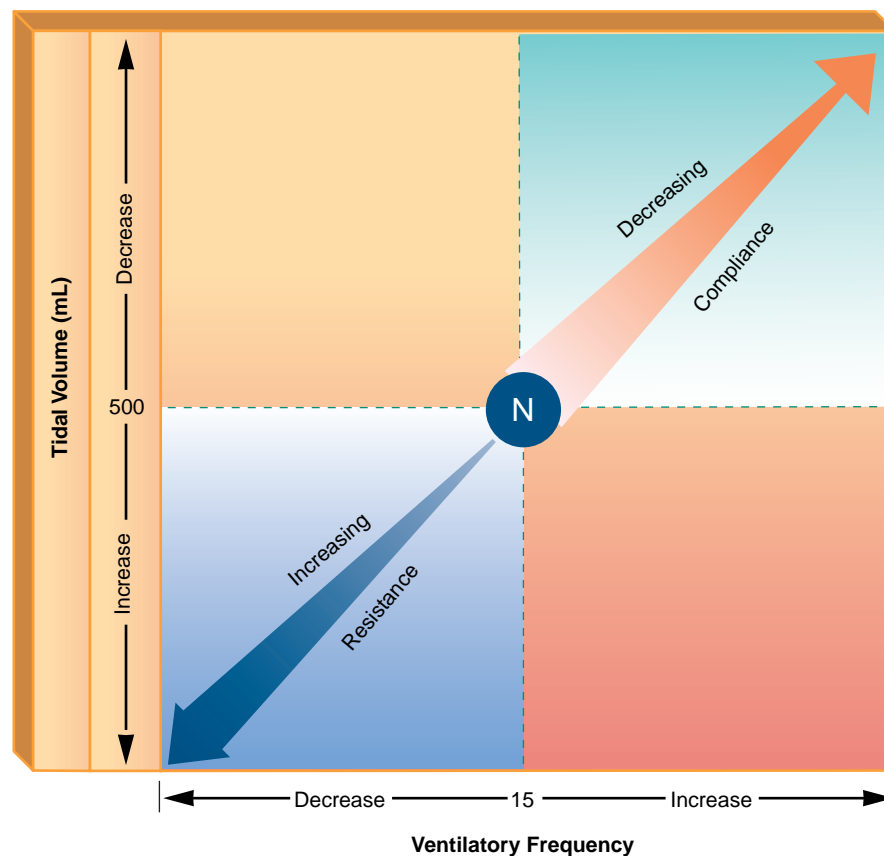 Tidal Volume (mL)
Decrease
500
Increase
Decreasing
Compliance
N
Increasing
Resistance
Decrease
15
Increase
Ventilatory Frequency